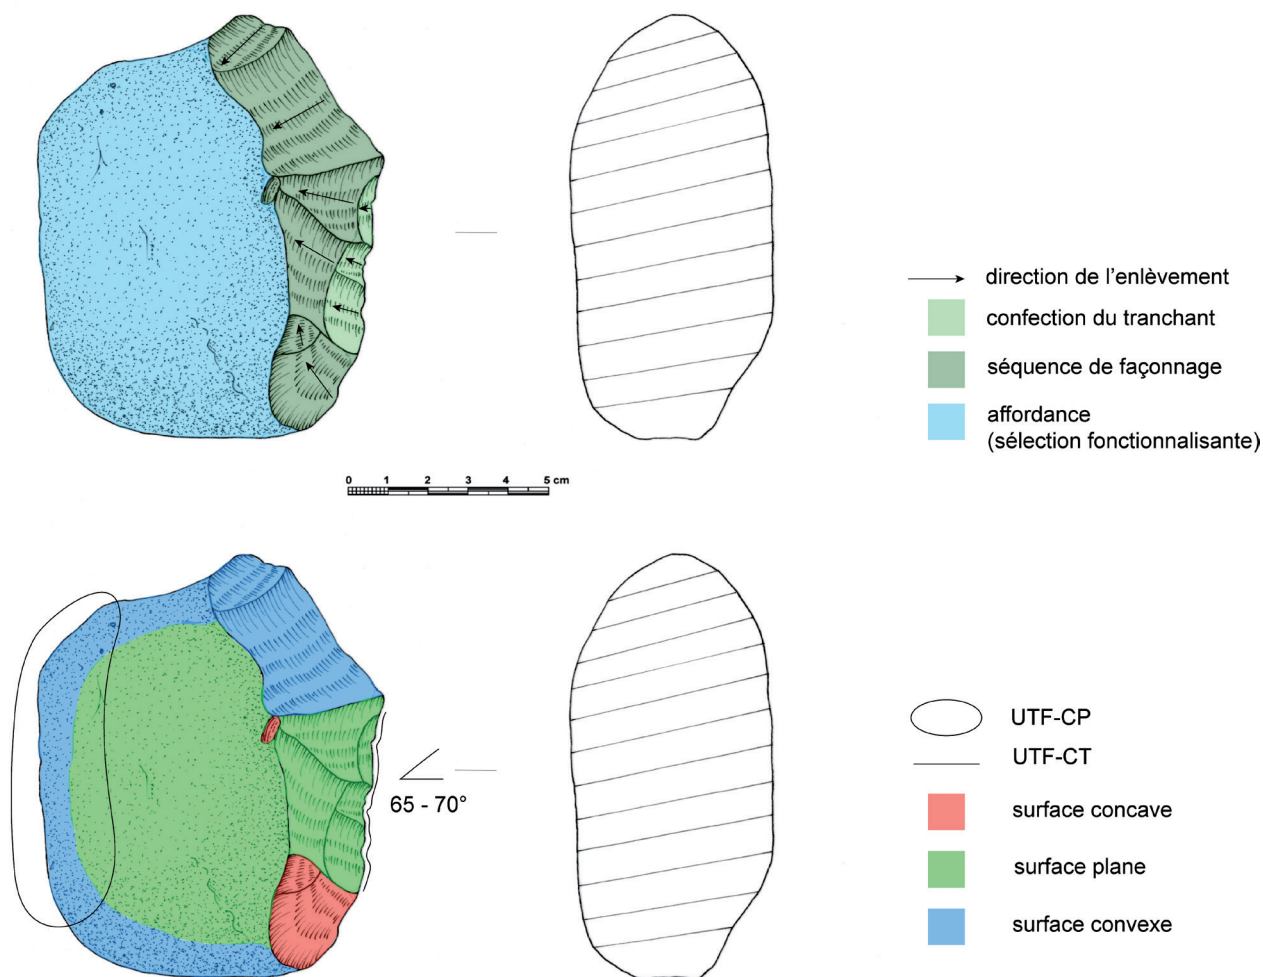 direction de l'enlèvement
confection du tranchant
séquence de façonnage
affordance
(sélection fonctionnalisante)
0 1 2 3 4 5 cm
65 - 70°
UTF-CP
UTF-CT
surface concave
surface plane
surface convexe